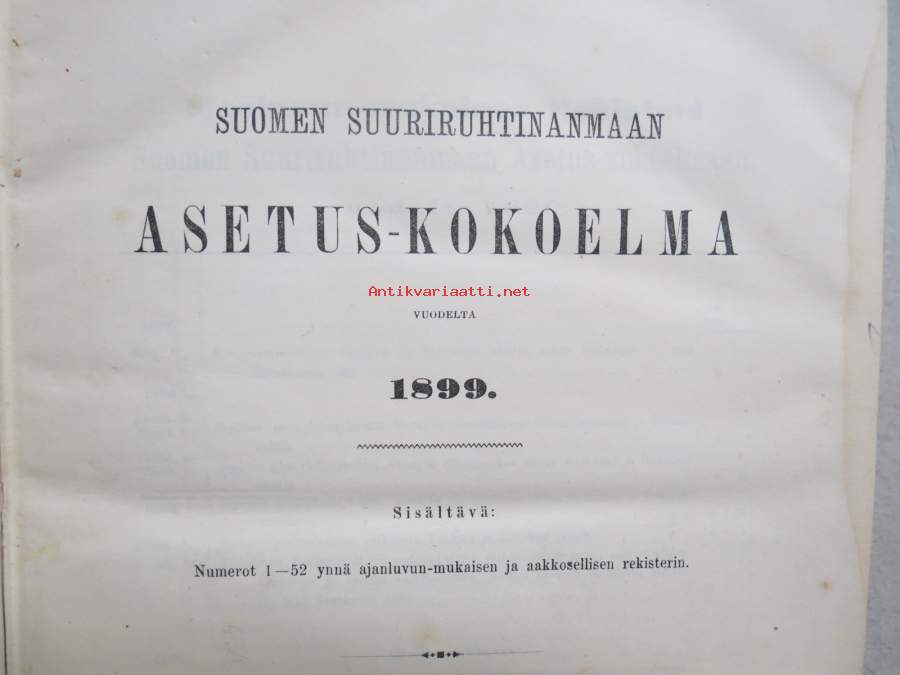 SUOMEN SUURIRUHTINANMAAN
ASETUS-KOKOELMA
Antikvariaatti.net
VUODELTA
1899.
Sisältävä:
Numerot 1—52 ynnä ajanluvun-mukaisen ja aakkosellisen rekisterin.